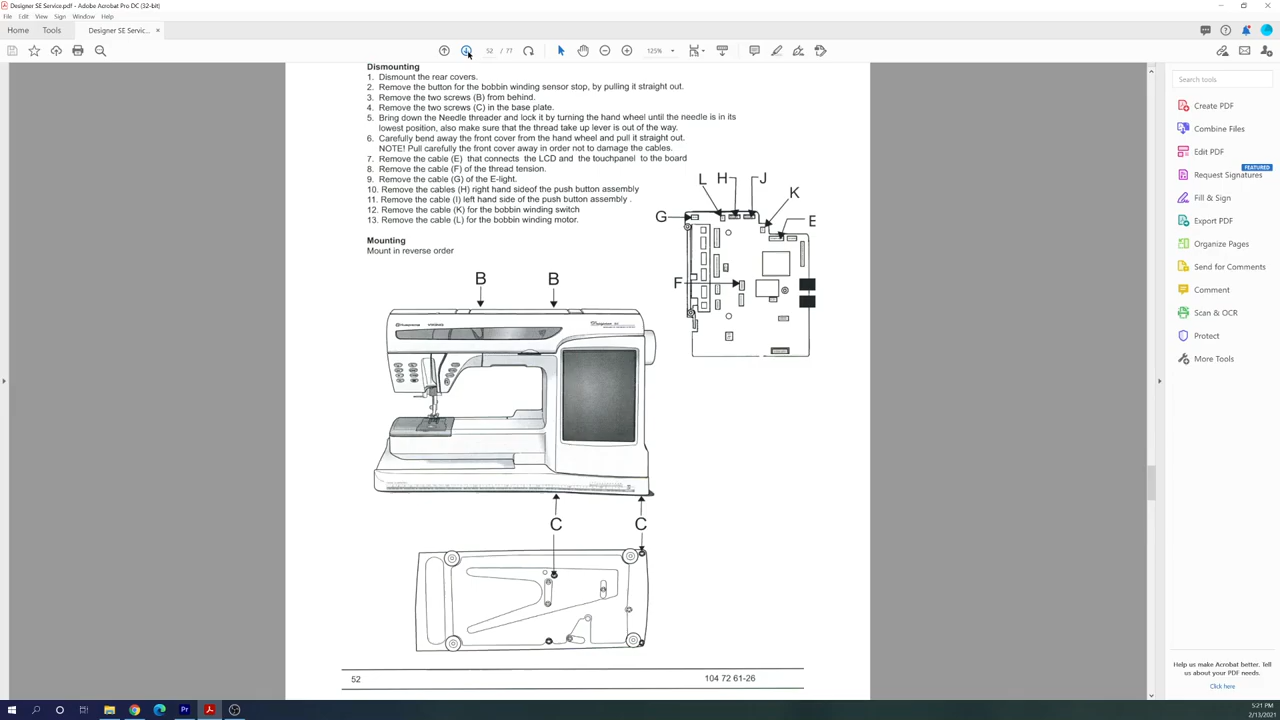 Designer SE Service.pdf - Adobe Acrobat Pro DC (32-bit)
File Edit View Sign Window Help
Home Tools Designer SE Servic... ×
52 / 77 125%
Dismounting
1. Dismount the rear covers.
2. Remove the button for the bobbin winding sensor stop, by pulling it straight out.
3. Remove the two screws (B) from behind.
4. Remove the two screws (C) in the base plate.
5. Bring down the Needle threader and lock it by turning the hand wheel until the needle is in its
lowest position, also make sure that the thread take up lever is out of the way.
6. Carefully bend away the front cover from the hand wheel and pull it straight out.
NOTE! Pull carefully the front cover away in order not to damage the cables.
7. Remove the cable (E) that connects the LCD and the touchpanel to the board
8. Remove the cable (F) of the thread tension.
9. Remove the cable (G) of the E-light.
10. Remove the cables (H) right hand sideof the push button assembly
11. Remove the cable (I) left hand side of the push button assembly .
12. Remove the cable (K) for the bobbin winding switch
13. Remove the cable (L) for the bobbin winding motor.
L H J
K
G E
F
Mounting
Mount in reverse order
B B
C C
52 104 72 61-26
Search tools
Create PDF
Combine Files
Edit PDF
FEATURED
Request Signatures
Fill & Sign
Export PDF
Organize Pages
Send for Comments
Comment
Scan & OCR
Protect
More Tools
Help us make Acrobat better. Tell
us about your PDF needs.
Click here
5:21 PM
2/13/2021